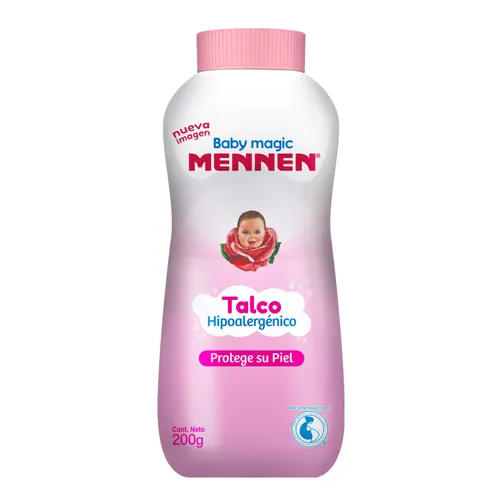 nueva
imagen
Baby magic
MENNEN®
Talco
Hipoalergénico
Protege su Piel
Cont. Neto
200g